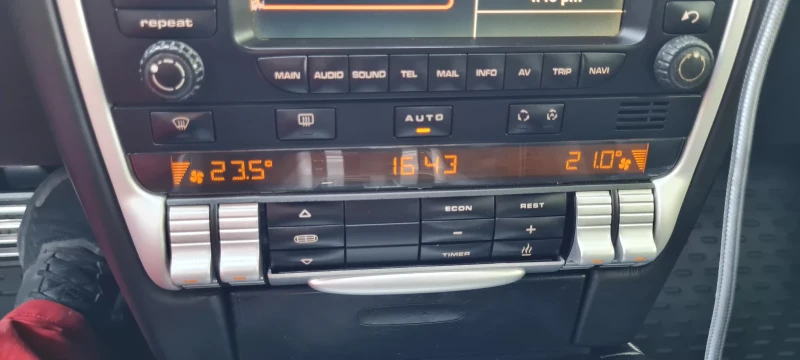 repeat
MAIN AUDIO SOUND TEL MAIL INFO AV TRIP NAVI
AUTO
23.5° 16 43 21.0°
ECON REST
- +
TIMER